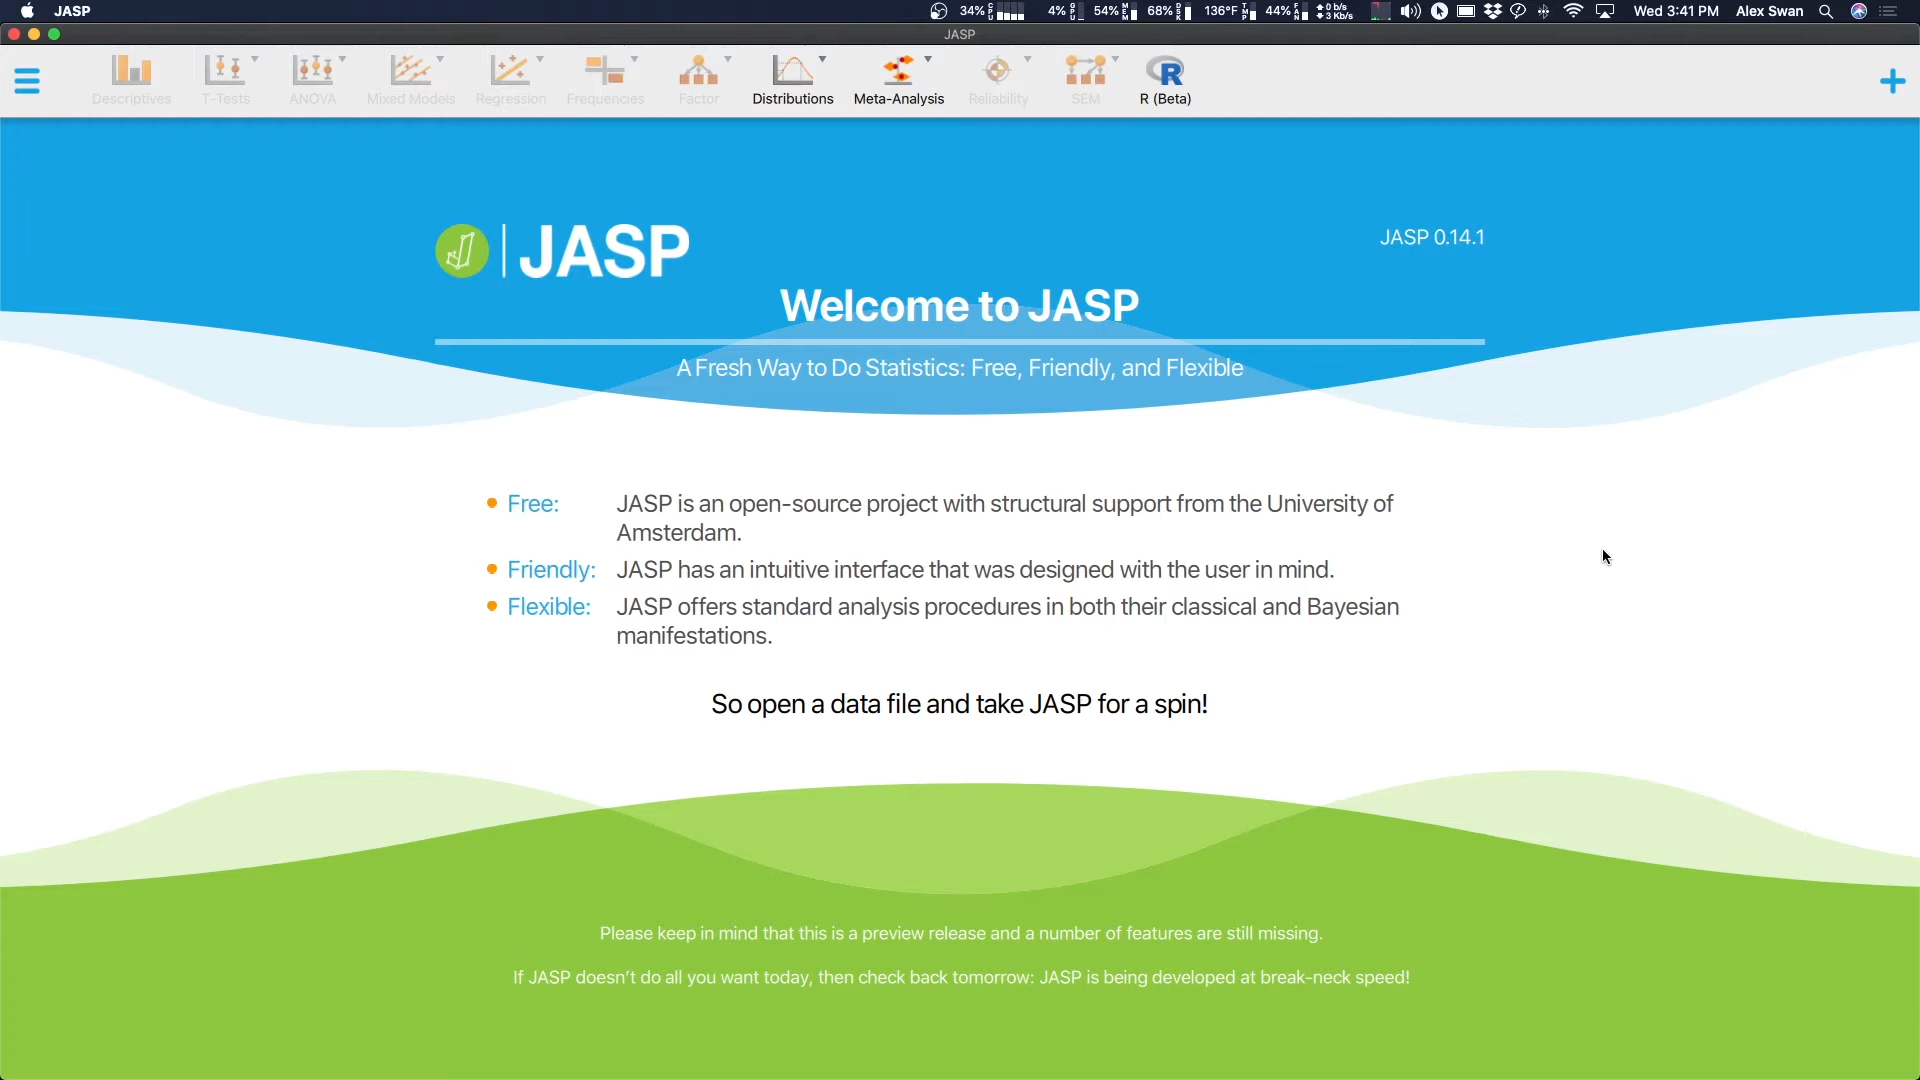 JASP
34% 4% 54% 68% 136°F 44% 0 b/s 3 Kb/s Wed 3:41 PM Alex Swan
JASP
Descriptives T-Tests ANOVA Mixed Models Regression Frequencies Factor Distributions Meta-Analysis Reliability SEM R (Beta)
JASP
JASP 0.14.1
Welcome to JASP
A Fresh Way to Do Statistics: Free, Friendly, and Flexible
Free: JASP is an open-source project with structural support from the University of
Amsterdam.
Friendly: JASP has an intuitive interface that was designed with the user in mind.
Flexible: JASP offers standard analysis procedures in both their classical and Bayesian
manifestations.
So open a data file and take JASP for a spin!
Please keep in mind that this is a preview release and a number of features are still missing.
If JASP doesn't do all you want today, then check back tomorrow: JASP is being developed at break-neck speed!